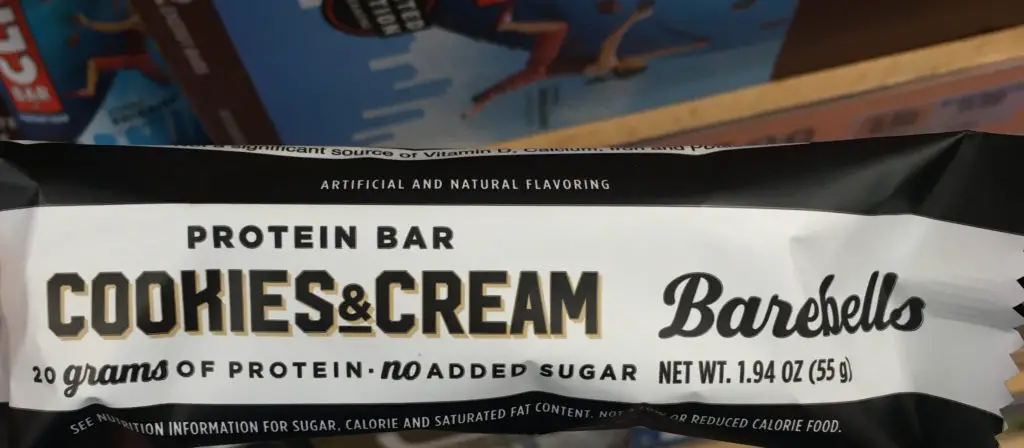 BAR
significant source of Vitamin D, Calcium, Iron and
ARTIFICIAL AND NATURAL FLAVORING
PROTEIN BAR
COOKIES&CREAM
Barebells
20 grams OF PROTEIN · no ADDED SUGAR
NET WT. 1.94 OZ (55 g)
SEE NUTRITION INFORMATION FOR SUGAR, CALORIE AND SATURATED FAT CONTENT. NOT A LOW OR REDUCED CALORIE FOOD.